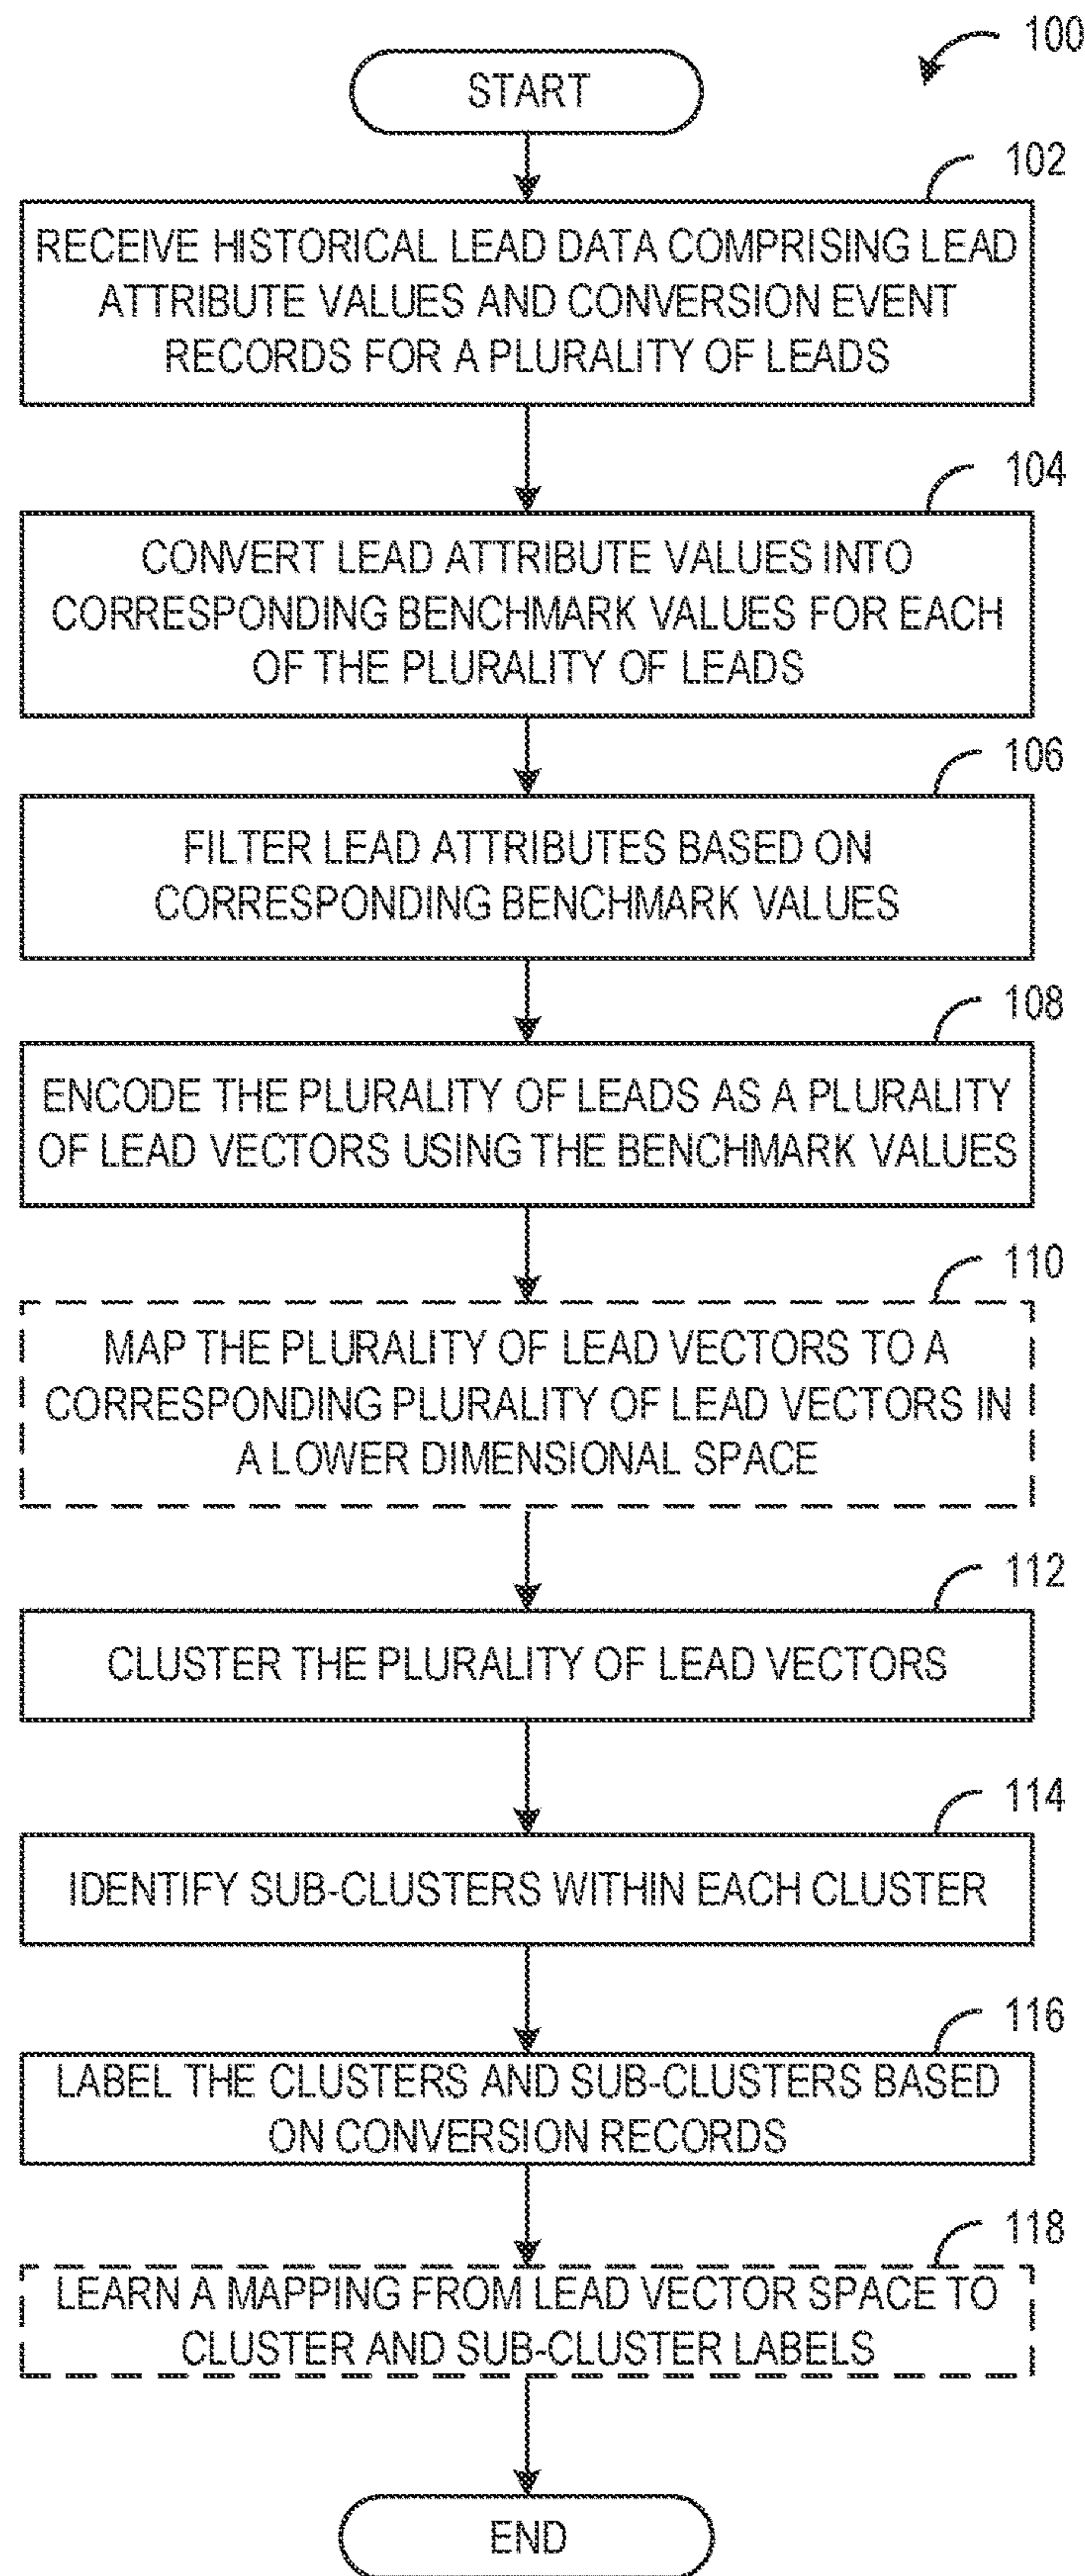 100
START
102
RECEIVE HISTORICAL LEAD DATA COMPRISING LEAD
ATTRIBUTE VALUES AND CONVERSION EVENT
RECORDS FOR A PLURALITY OF LEADS
104
CONVERT LEAD ATTRIBUTE VALUES INTO
CORRESPONDING BENCHMARK VALUES FOR EACH
OF THE PLURALITY OF LEADS
106
FILTER LEAD ATTRIBUTES BASED ON
CORRESPONDING BENCHMARK VALUES
108
ENCODE THE PLURALITY OF LEADS AS A PLURALITY
OF LEAD VECTORS USING THE BENCHMARK VALUES
110
MAP THE PLURALITY OF LEAD VECTORS TO A
CORRESPONDING PLURALITY OF LEAD VECTORS IN
A LOWER DIMENSIONAL SPACE
112
CLUSTER THE PLURALITY OF LEAD VECTORS
114
IDENTIFY SUB-CLUSTERS WITHIN EACH CLUSTER
116
LABEL THE CLUSTERS AND SUB-CLUSTERS BASED
ON CONVERSION RECORDS
118
LEARN A MAPPING FROM LEAD VECTOR SPACE TO
CLUSTER AND SUB-CLUSTER LABELS
END